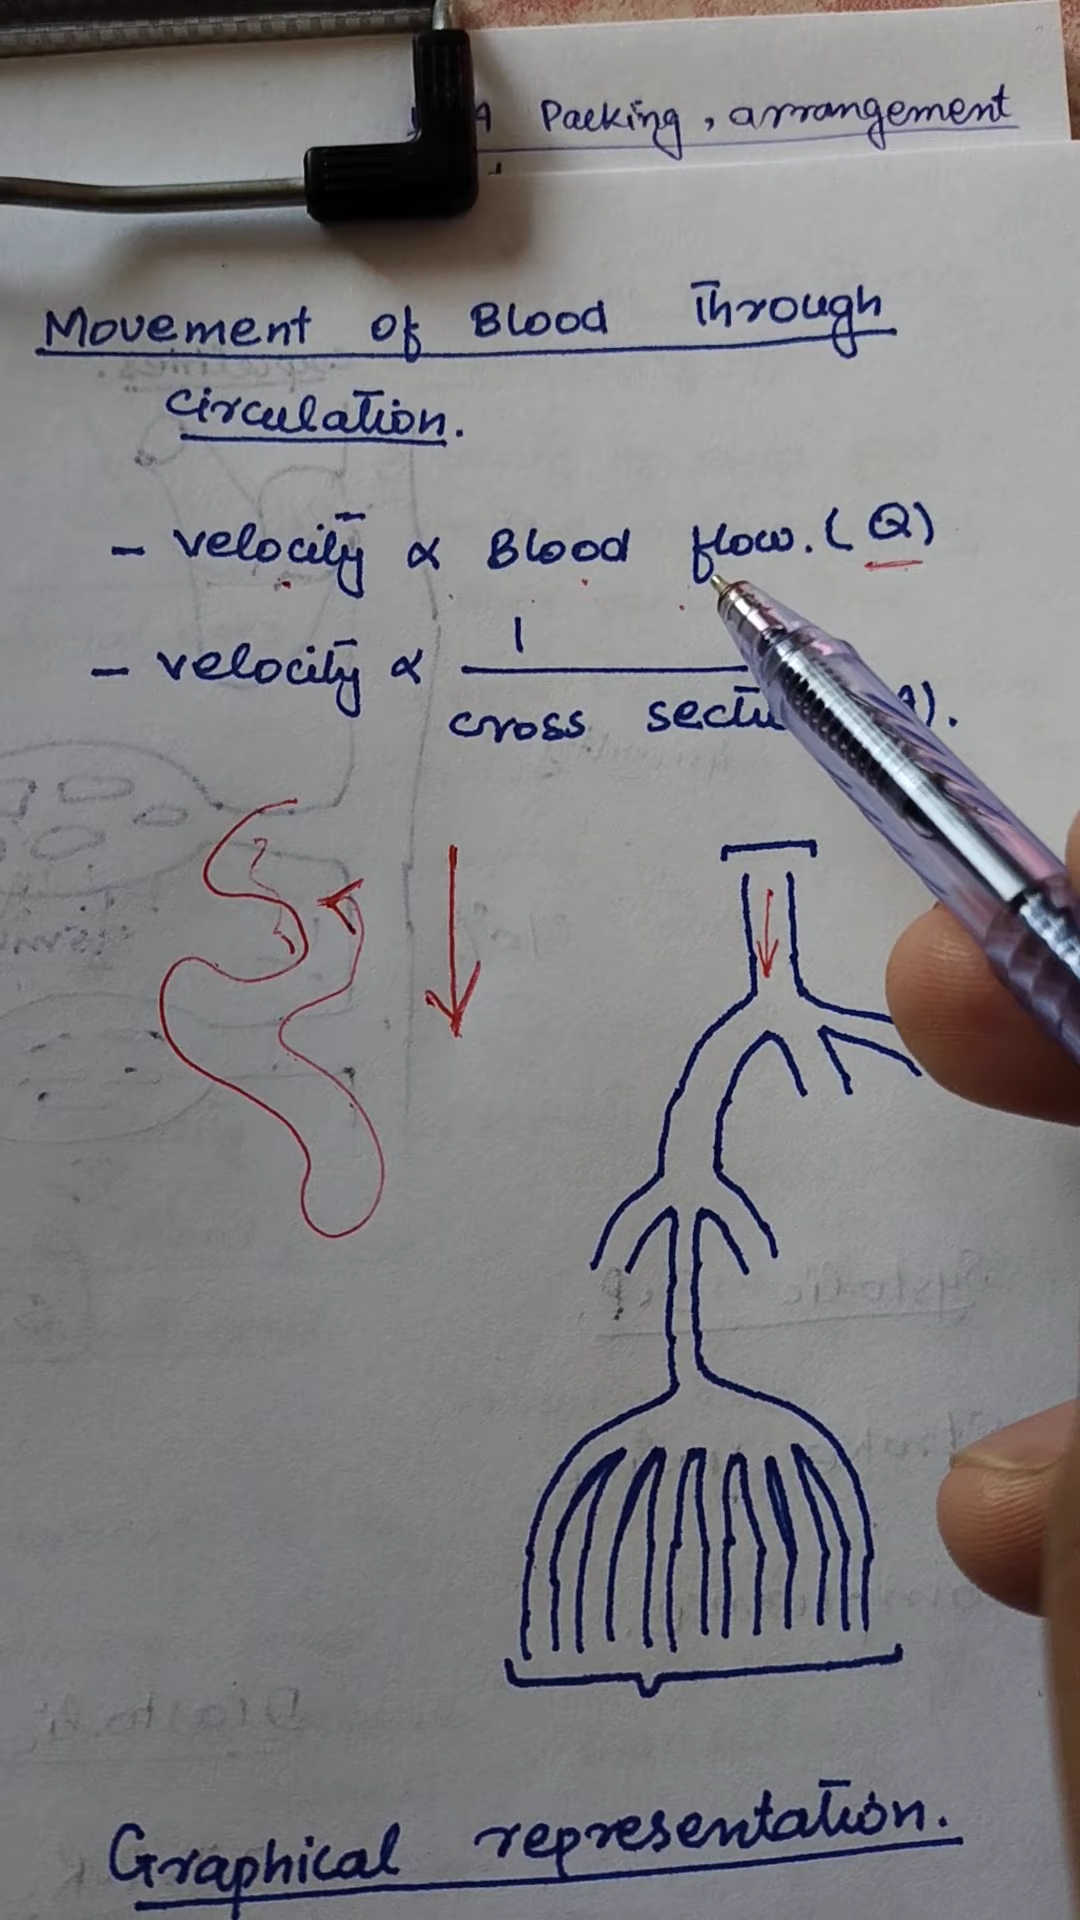 A Packing, arrangement
Movement of Blood Through
circulation.
- velocity ∝ Blood flow. (Q)
- velocity ∝ 1
cross
Graphical representation.